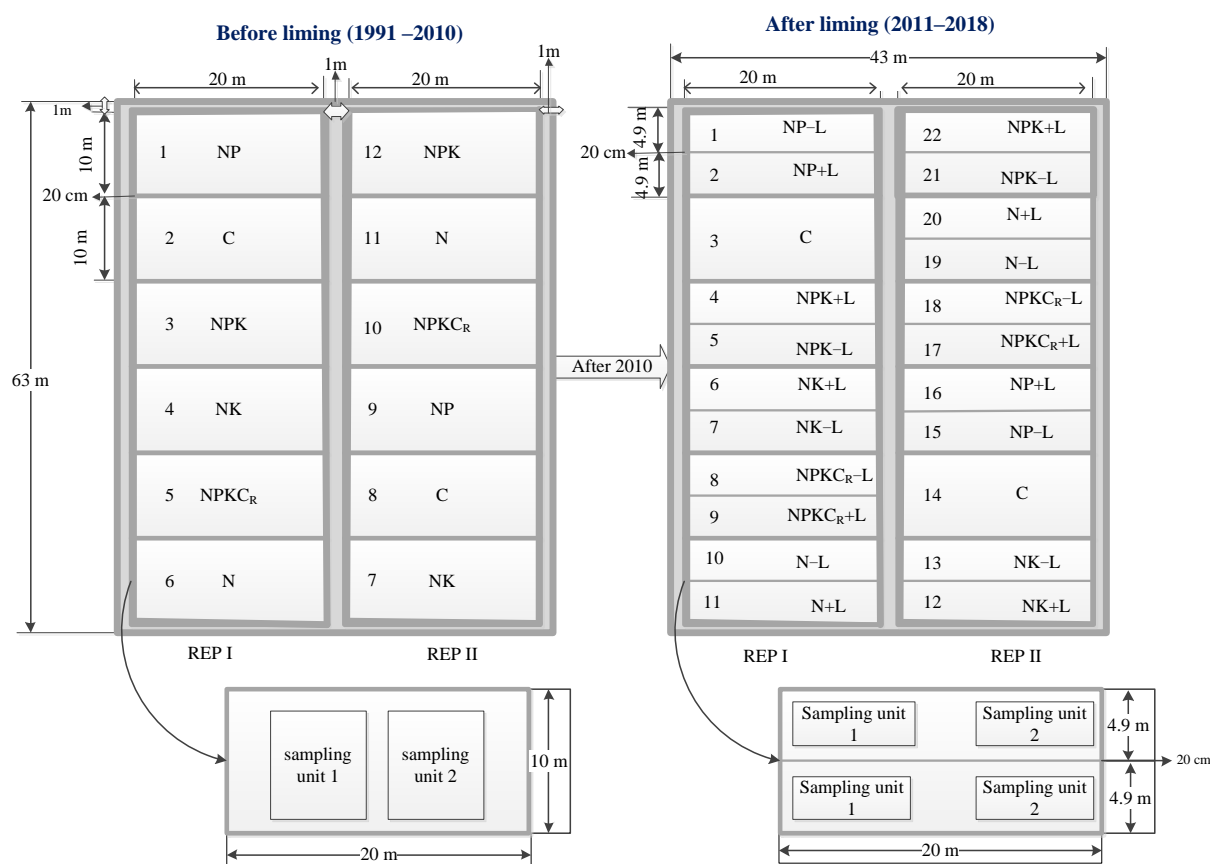 Before liming (1991 –2010)
1m
1m
20 m
20 m
1m
10 m
20 cm
10 m
63 m
1 NP
2 C
3 NPK
4 NK
5 NPKCR
6 N
12 NPK
11 N
10 NPKCR
9 NP
8 C
7 NK
REP I
REP II
sampling
unit 1
sampling
unit 2
10 m
20 m
After 2010
After liming (2011–2018)
43 m
20 m
20 m
4.9 m
20 cm
4.9 m
1 NP–L
2 NP+L
3 C
4 NPK+L
5 NPK–L
6 NK+L
7 NK–L
8 NPKCR–L
9 NPKCR+L
10 N–L
11 N+L
22 NPK+L
21 NPK–L
20 N+L
19 N–L
18 NPKCR–L
17 NPKCR+L
16 NP+L
15 NP–L
14 C
13 NK–L
12 NK+L
REP I
REP II
Sampling unit
1
Sampling unit
2
Sampling unit
1
Sampling unit
2
4.9 m
20 cm
4.9 m
20 m